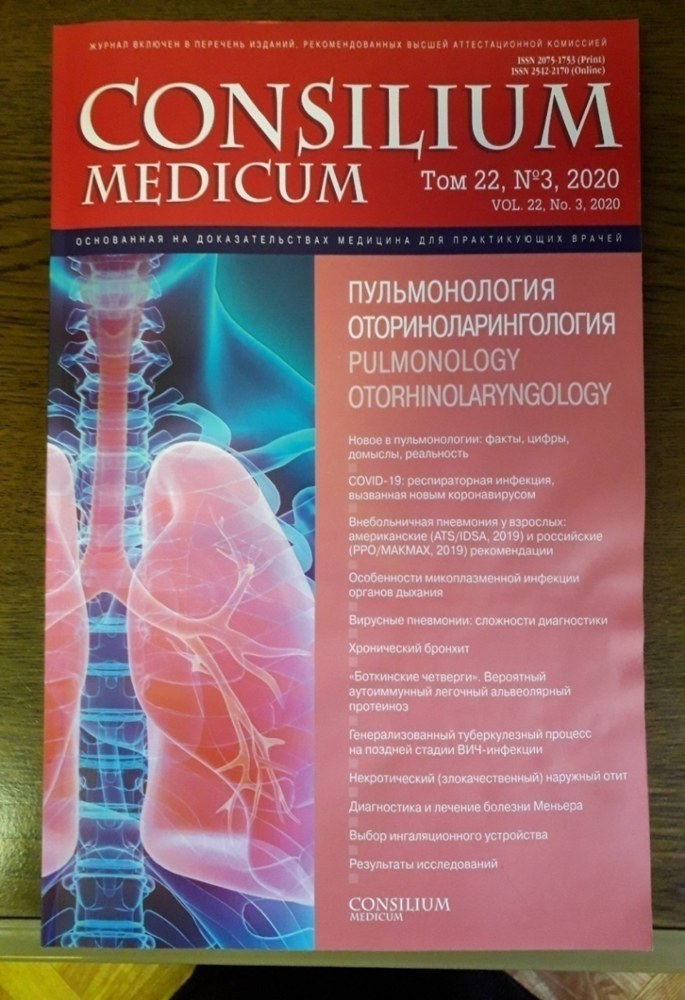 ЖУРНАЛ ВКЛЮЧЕН В ПЕРЕЧЕНЬ ИЗДАНИЙ, РЕКОМЕНДОВАННЫХ ВЫСШЕЙ АТТЕСТАЦИОННОЙ КОМИССИЕЙ
ISSN 2075-1753 (Print)
ISSN 2542-2170 (Online)
CONSILIUM
MEDICUM
Том 22, №3, 2020
VOL. 22, No. 3, 2020
ОСНОВАННАЯ НА ДОКАЗАТЕЛЬСТВАХ МЕДИЦИНА ДЛЯ ПРАКТИКУЮЩИХ ВРАЧЕЙ
ПУЛЬМОНОЛОГИЯ
ОТОРИНОЛАРИНГОЛОГИЯ
PULMONOLOGY
OTORHINOLARYNGOLOGY
Новое в пульмонологии: факты, цифры,
домыслы, реальность
COVID-19: респираторная инфекция,
вызванная новым коронавирусом
Внебольничная пневмония у взрослых:
американские (ATS/IDSA, 2019) и российские
(РРО/МАКМАХ, 2019) рекомендации
Особенности микоплазменной инфекции
органов дыхания
Вирусные пневмонии: сложности диагностики
Хронический бронхит
«Боткинские четверги». Вероятный
аутоиммунный легочный альвеолярный
протеиноз
Генерализованный туберкулезный процесс
на поздней стадии ВИЧ-инфекции
Некротический (злокачественный) наружный отит
Диагностика и лечение болезни Меньера
Выбор ингаляционного устройства
Результаты исследований
CONSILIUM
MEDICUM